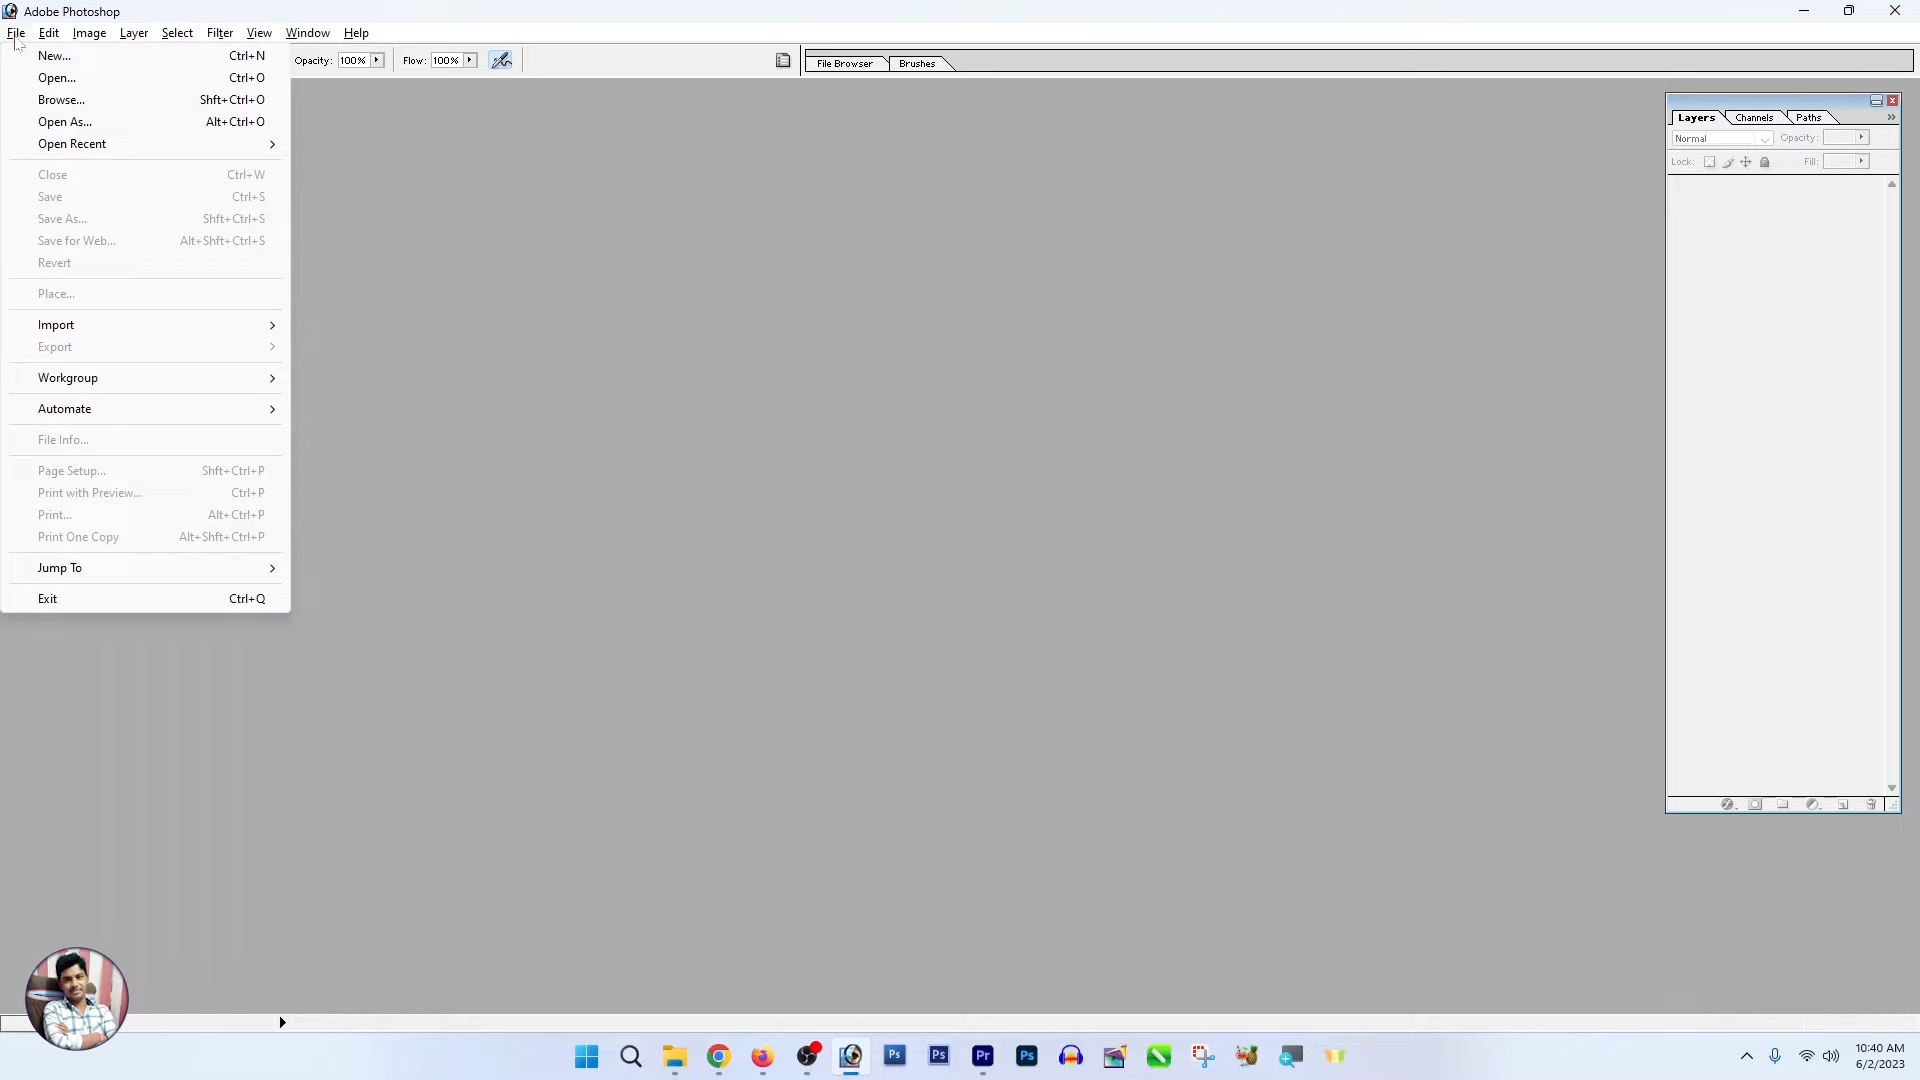 Adobe Photoshop
File Edit Image Layer Select Filter View Window Help
Opacity: 100% Flow: 100% File Browser Brushes
New... Ctrl+N
Open... Ctrl+O
Browse... Shft+Ctrl+O
Open As... Alt+Ctrl+O
Open Recent
Close Ctrl+W
Save Ctrl+S
Save As... Shft+Ctrl+S
Save for Web... Alt+Shft+Ctrl+S
Revert
Place...
Import
Export
Workgroup
Automate
File Info...
Page Setup... Shft+Ctrl+P
Print with Preview... Ctrl+P
Print... Alt+Ctrl+P
Print One Copy Alt+Shft+Ctrl+P
Jump To
Exit Ctrl+Q
Layers Channels Paths
Normal Opacity:
Lock: Fill:
Ps Ps Pr Ps
10:40 AM
6/2/2023